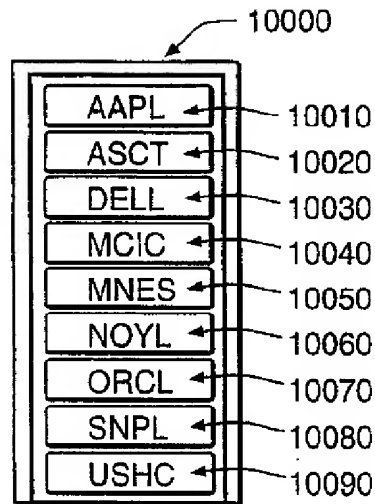 10000
AAPL 10010
ASCT 10020
DELL 10030
MCIC 10040
MNES 10050
NOYL 10060
ORCL 10070
SNPL 10080
USHC 10090